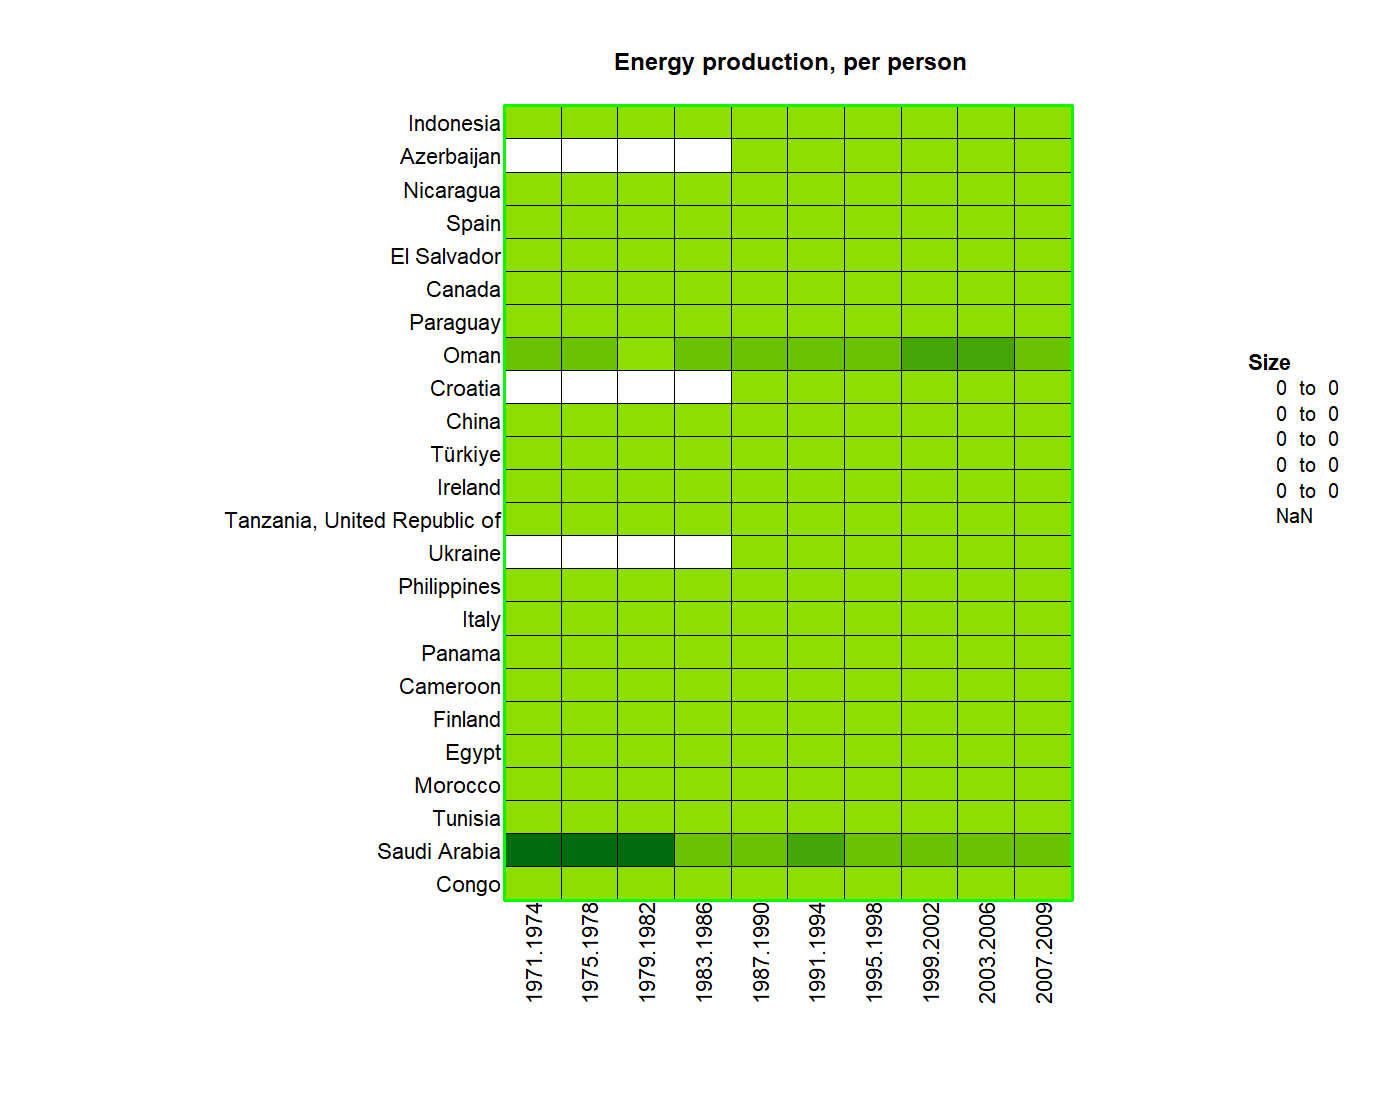 Energy production, per person
Indonesia
Azerbaijan
Nicaragua
Spain
El Salvador
Canada
Paraguay
Oman
Croatia
China
Türkiye
Ireland
Tanzania, United Republic of
Ukraine
Philippines
Italy
Panama
Cameroon
Finland
Egypt
Morocco
Tunisia
Saudi Arabia
Congo
1971.1974
1975.1978
1979.1982
1983.1986
1987.1990
1991.1994
1995.1998
1999.2002
2003.2006
2007.2009
Size
0 to 0
0 to 0
0 to 0
0 to 0
0 to 0
NaN